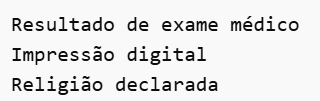 Resultado de exame médico
Impressão digital
Religião declarada